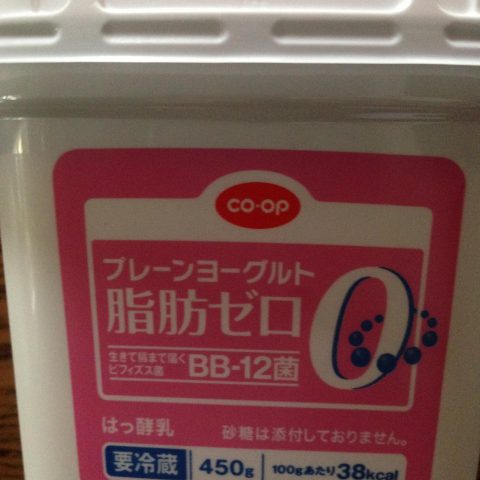 CO·OP
プレーンヨーグルト
脂肪ゼロ 0
生きて腸まで届く
ビフィズス菌 BB-12菌
はっ酵乳 砂糖は添付しておりません。
要冷蔵 450g 100gあたり38kcal